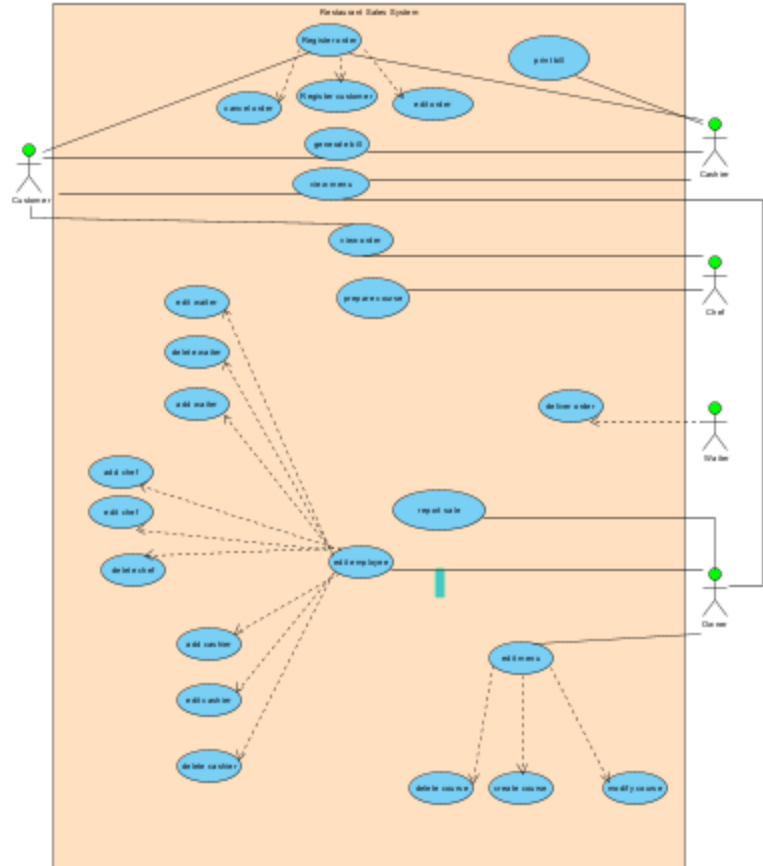 Restaurant Sales System
Register order
print bill
cancel order
Register customer
edit order
generate bill
view menu
Cashier
Customer
view order
edit waiter
prepare course
Chef
delete waiter
add waiter
deliver order
Waiter
add chef
edit chef
report sale
delete chef
edit employee
Owner
add cashier
edit menu
edit cashier
delete cashier
delete course
create course
modify course